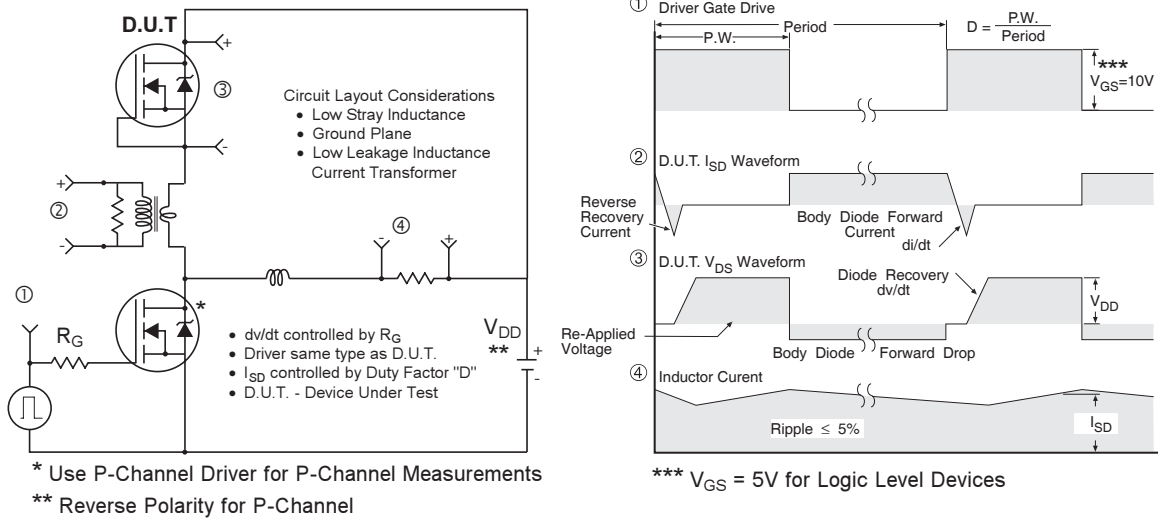 D.U.T
+
③
-
Circuit Layout Considerations
• Low Stray Inductance
• Ground Plane
• Low Leakage Inductance
Current Transformer
+
②
-
④
-
+
①
R_G
*
• dv/dt controlled by R_G
• Driver same type as D.U.T.
• I_SD controlled by Duty Factor "D"
• D.U.T. - Device Under Test
V_DD
**
+
-
* Use P-Channel Driver for P-Channel Measurements
** Reverse Polarity for P-Channel
① Driver Gate Drive
Period
P.W.
D = P.W.
Period
***
V_GS=10V
② D.U.T. I_SD Waveform
Reverse
Recovery
Current
Body Diode Forward
Current
di/dt
③ D.U.T. V_DS Waveform
Diode Recovery
dv/dt
V_DD
Re-Applied
Voltage
Body Diode Forward Drop
④ Inductor Curent
Ripple ≤ 5%
I_SD
*** V_GS = 5V for Logic Level Devices